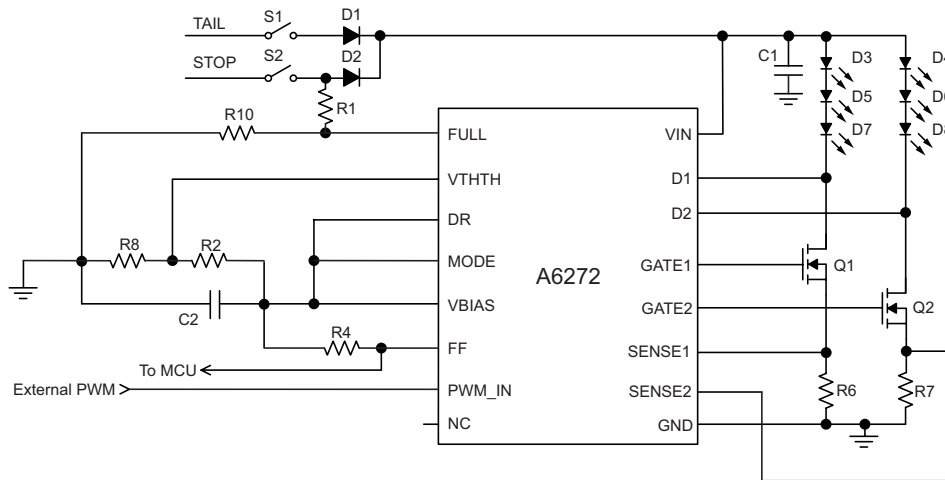 TAIL
S1
D1
STOP
S2
D2
C1
D3
D4
R1
D5
D7
R10
FULL
VIN
VTHTH
D1
DR
D2
R8
R2
MODE
A6272
GATE1
Q1
C2
VBIAS
GATE2
Q2
R4
FF
SENSE1
To MCU
External PWM
PWM_IN
SENSE2
R6
R7
NC
GND